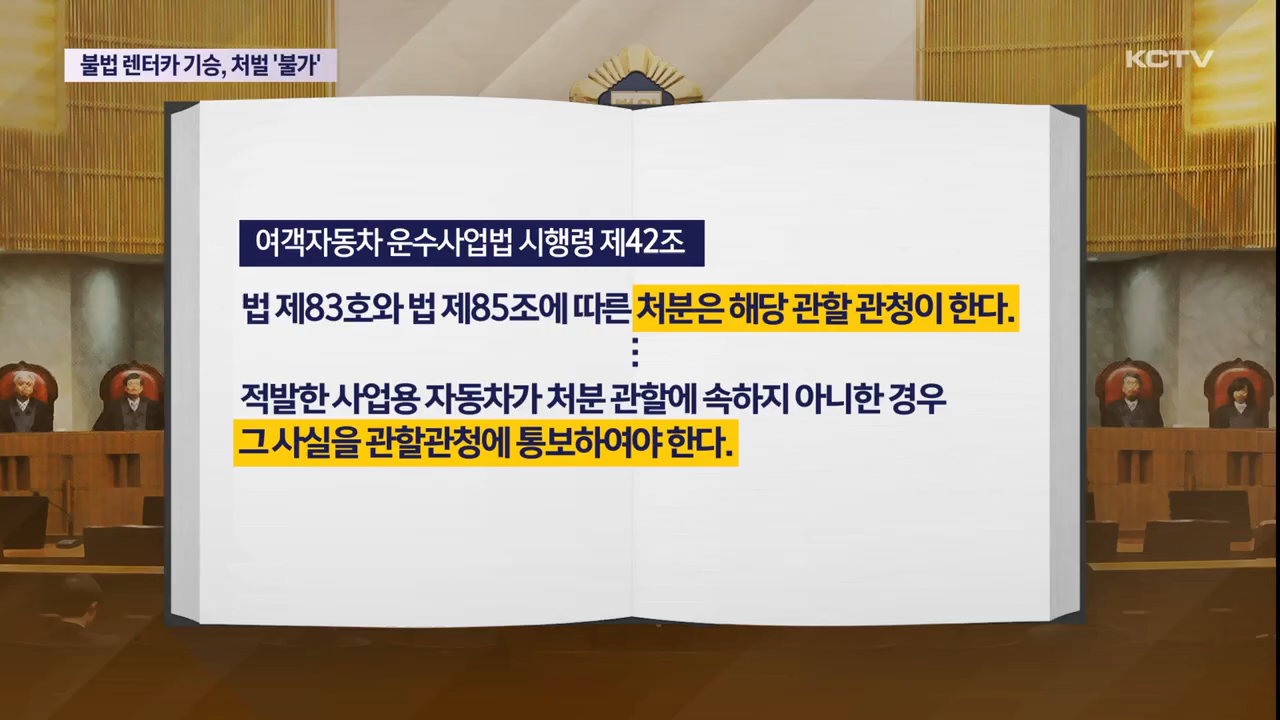 불법 렌터카 기승, 처벌 '불가'
KCTV
법원
여객자동차 운수사업법 시행령 제42조
법 제83호와 법 제85조에 따른 처분은 해당 관할 관청이 한다.
⋮
적발한 사업용 자동차가 처분 관할에 속하지 아니한 경우
그 사실을 관할관청에 통보하여야 한다.